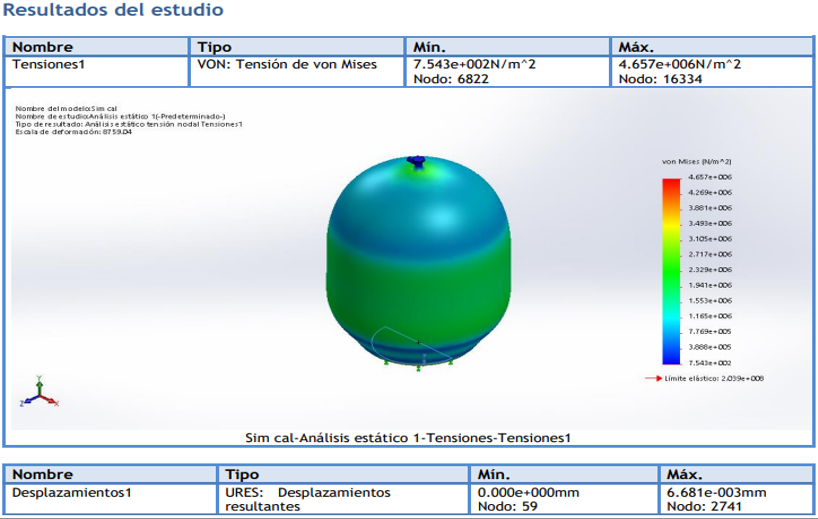 Resultados del estudio
Nombre Tipo Mín. Máx.
Tensiones1 VON: Tensión de von Mises 7.543e+002N/m^2 4.657e+006N/m^2
Nodo: 6822 Nodo: 16334
Nombre del modelo:Sim cal
Nombre de estudio:Análisis estático 1(-Predeterminado-)
Tipo de resultado: Análisis estático tensión nodal Tensiones1
Escala de deformación: 8759.04
von Mises (N/m^2)
4.657e+006
4.269e+006
3.881e+006
3.493e+006
3.105e+006
2.717e+006
2.329e+006
1.941e+006
1.553e+006
1.165e+006
7.769e+005
3.888e+005
7.543e+002
Límite elástico: 2.039e+008
Y
Z X
Sim cal-Análisis estático 1-Tensiones-Tensiones1
Nombre Tipo Mín. Máx.
Desplazamientos1 URES: Desplazamientos 0.000e+000mm 6.681e-003mm
resultantes Nodo: 59 Nodo: 2741